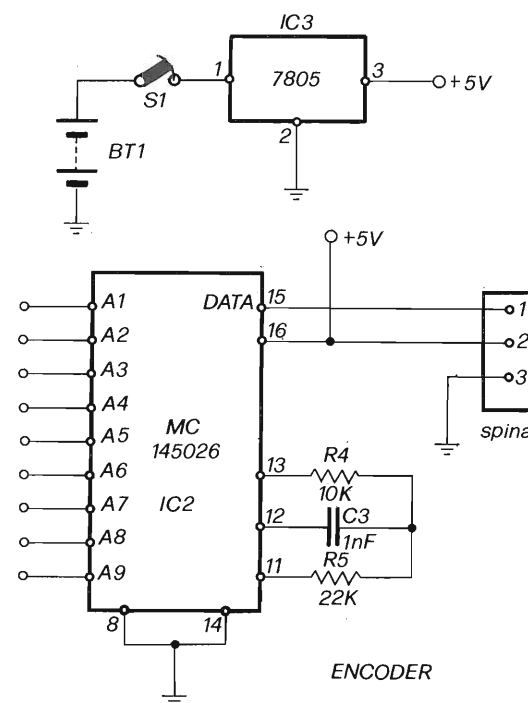 IC3
1
7805
3
+5V
S1
2
BT1
+5V
A1
DATA
15
1
A2
16
2
A3
3
A4
MC
145026
spina
A5
A6
13
R4
10K
A7
IC2
12
C3
1nF
A8
R5
A9
11
22K
8
14
ENCODER